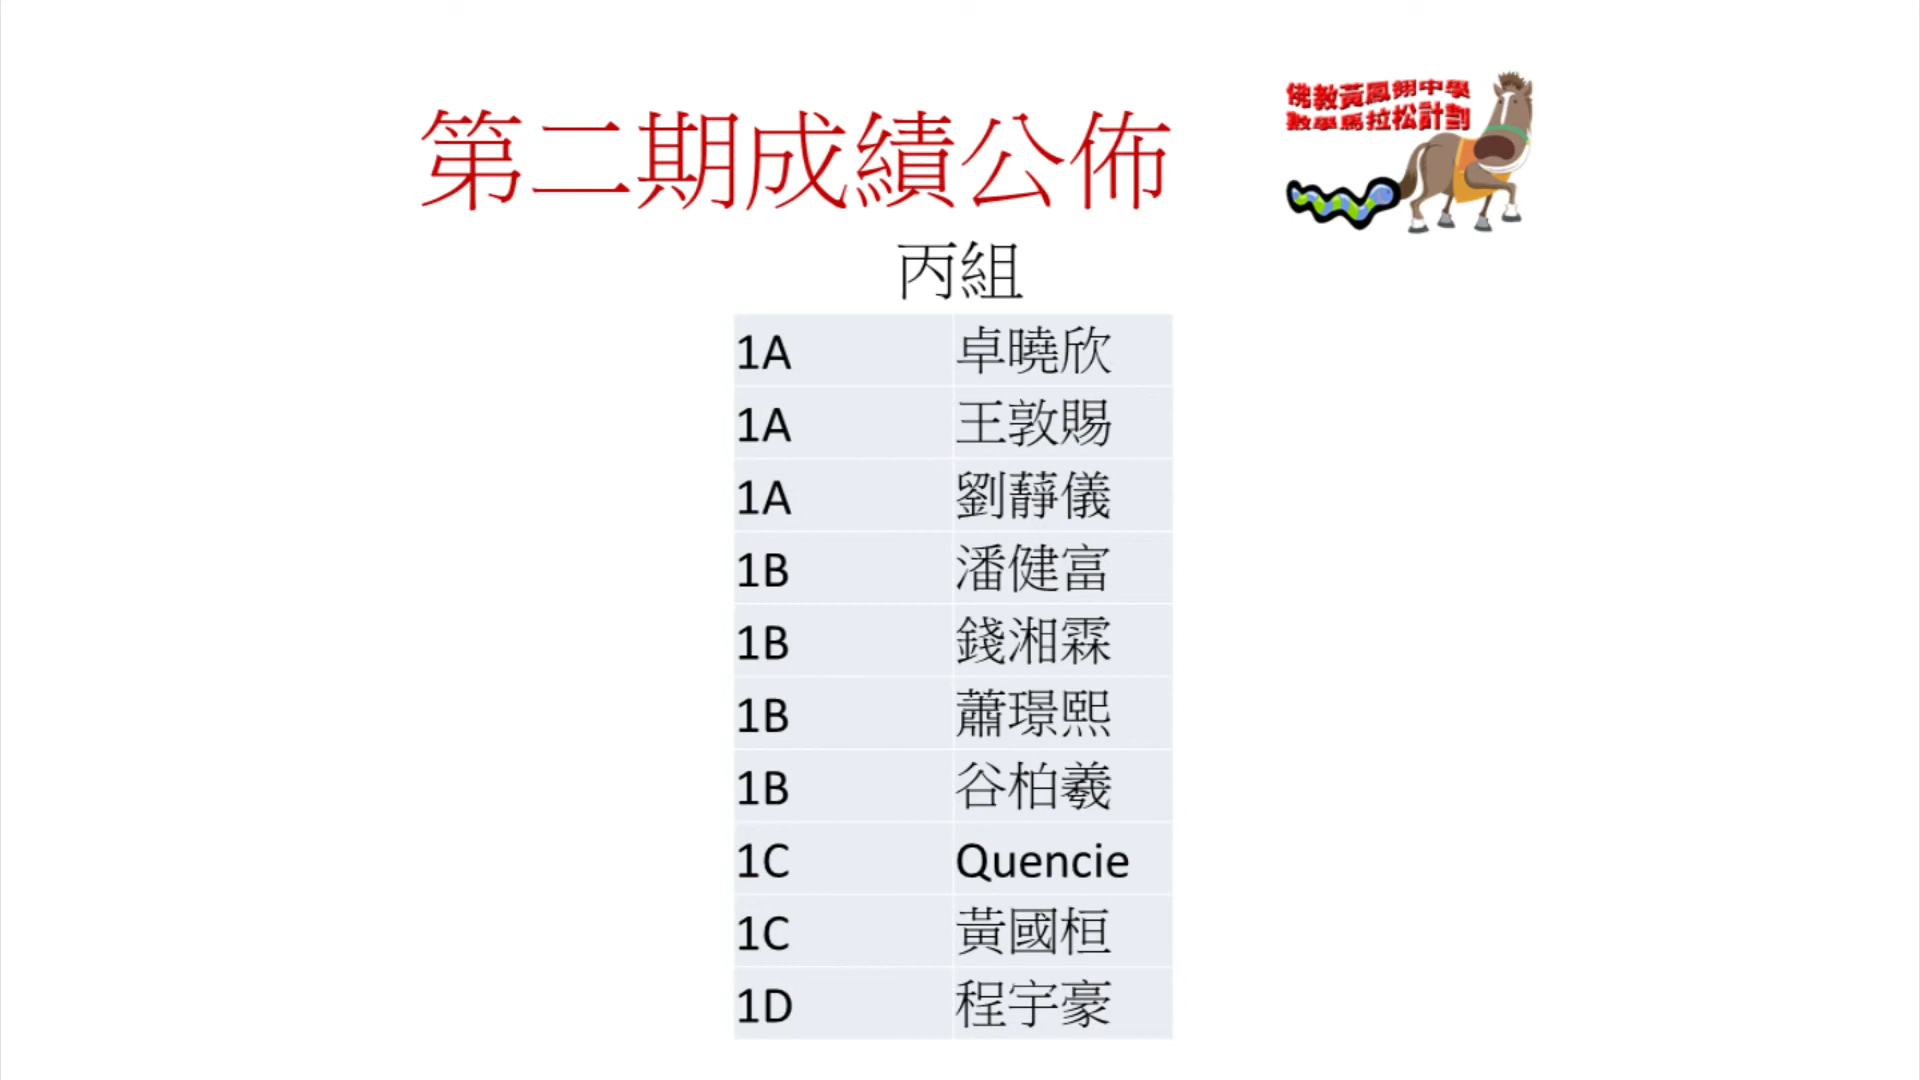 佛教黃鳳翎中學
數學馬拉松計劃
第二期成績公佈
丙組
1A 卓曉欣
1A 王敦賜
1A 劉靜儀
1B 潘健富
1B 錢湘霖
1B 蕭璟熙
1B 谷柏羲
1C Quencie
1C 黃國桓
1D 程宇豪